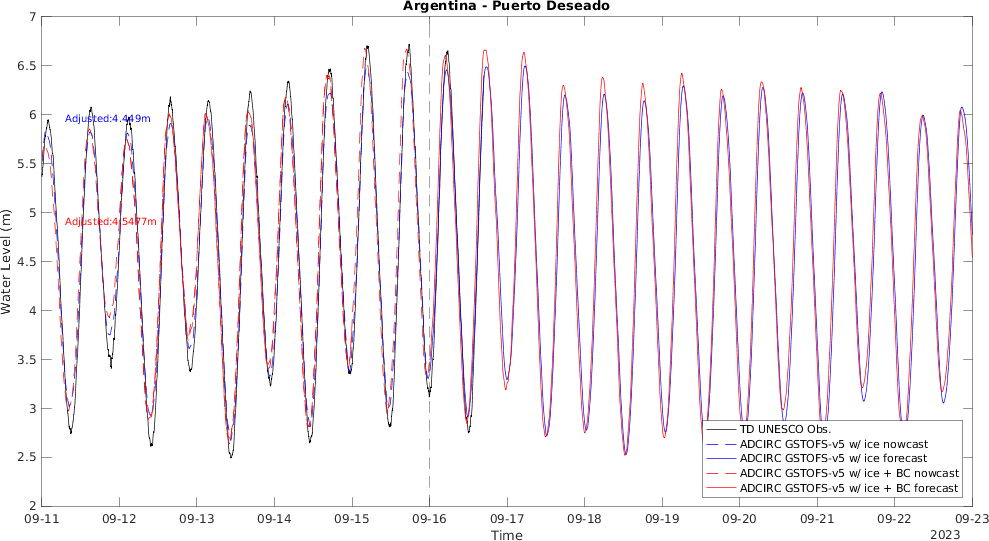 Argentina - Puerto Deseado
7
6.5
6
5.5
5
4.5
4
3.5
3
2.5
2
Water Level (m)
Adjusted:4.449m
Adjusted:4.5477m
TD UNESCO Obs.
ADCIRC GSTOFS-v5 w/ ice nowcast
ADCIRC GSTOFS-v5 w/ ice forecast
ADCIRC GSTOFS-v5 w/ ice + BC nowcast
ADCIRC GSTOFS-v5 w/ ice + BC forecast
09-11 09-12 09-13 09-14 09-15 09-16 09-17 09-18 09-19 09-20 09-21 09-22 09-23
Time
2023